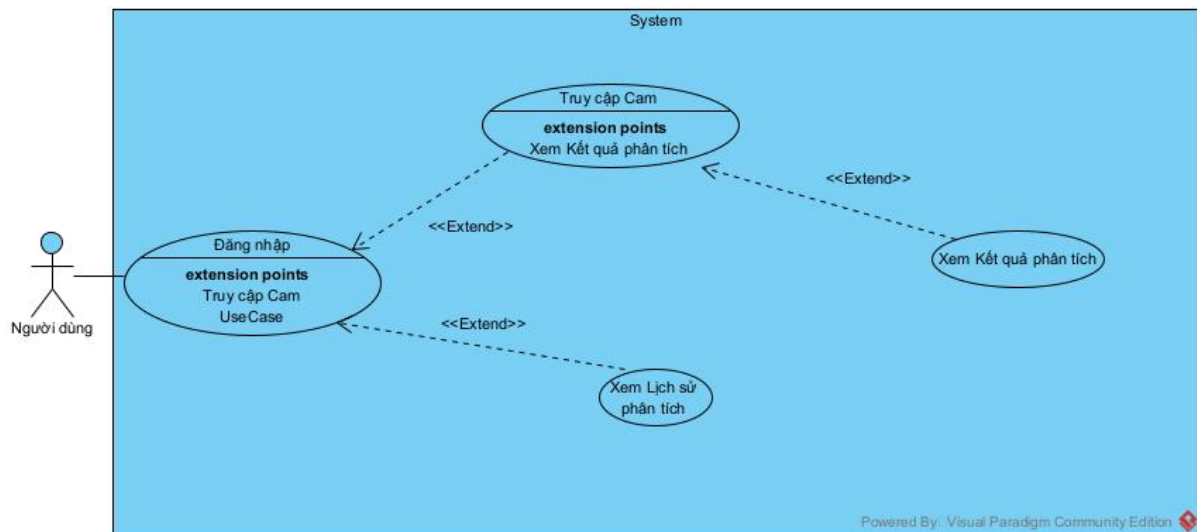 System
Truy cập Cam
extension points
Xem Kết quả phân tích
<<Extend>>
<<Extend>>
Đăng nhập
extension points
Truy cập Cam
UseCase
Xem Kết quả phân tích
Người dùng
<<Extend>>
Xem Lịch sử
phân tích
Powered By: Visual Paradigm Community Edition